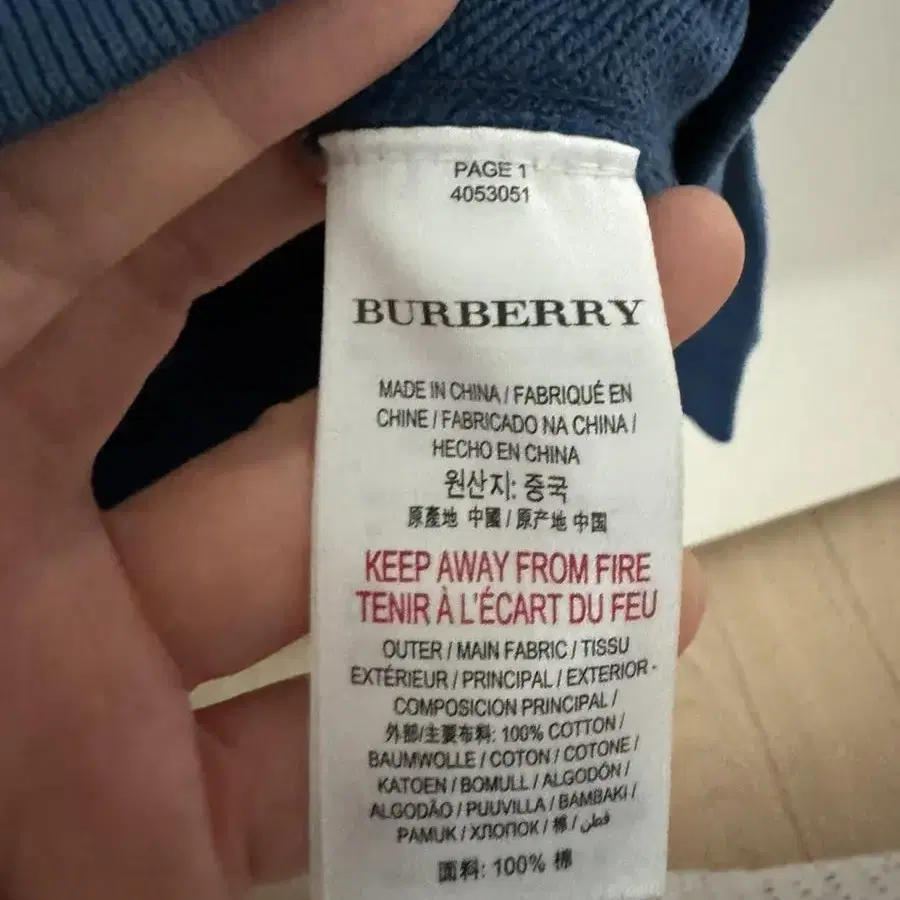 PAGE 1
4053051
BURBERRY
MADE IN CHINA / FABRIQUÉ EN
CHINE / FABRICADO NA CHINA /
HECHO EN CHINA
원산지: 중국
原產地 中國 / 原产地 中国
KEEP AWAY FROM FIRE
TENIR À L'ÉCART DU FEU
OUTER / MAIN FABRIC / TISSU
EXTÉRIEUR / PRINCIPAL / EXTERIOR -
COMPOSICION PRINCIPAL /
外部/主要布料: 100% COTTON /
BAUMWOLLE / COTON / COTONE /
KATOEN / BOMULL / ALGODÓN /
ALGODÃO / PUUVILLA / BAMBAKI /
PAMUK / ХЛОПОК / 棉 / قطن
面料: 100% 棉